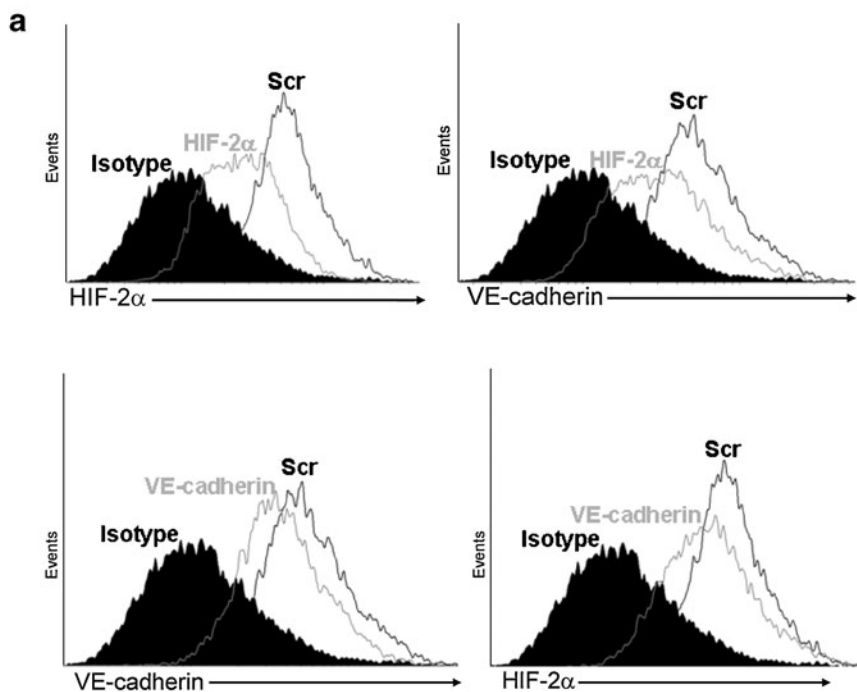 a
Scr
HIF-2α
Isotype
Events
HIF-2α
Scr
HIF-2α
Isotype
Events
VE-cadherin
Scr
VE-cadherin
Isotype
Events
VE-cadherin
Scr
VE-cadherin
Isotype
Events
HIF-2α